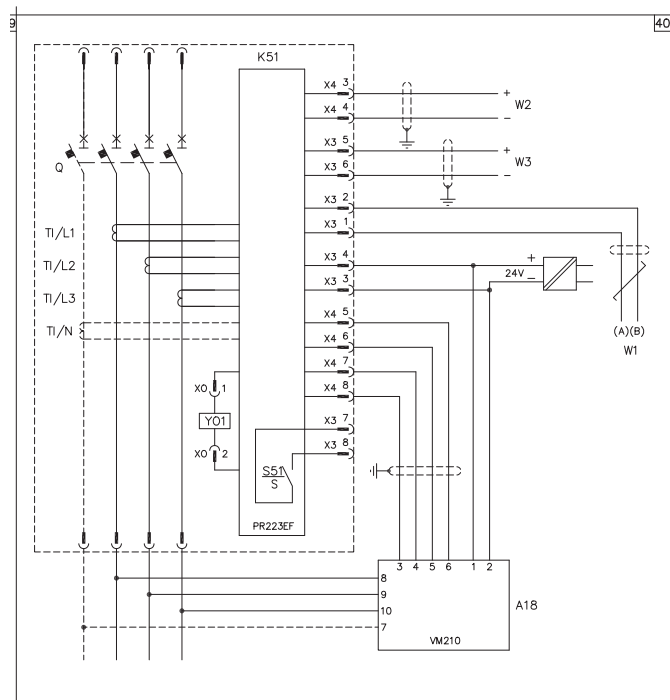 9
40
K51
X4 3
+
W2
X4 4
−
X3 5
+
W3
X3 6
−
Q
X3 2
TI/L1
X3 1
TI/L2
X3 4
+
24V
X3 3
−
TI/L3
TI/N
X4 5
(A)(B)
X4 6
W1
X4 7
X0 1
X4 8
Y01
X3 7
X0 2
X3 8
S51
S
PR223EF
3 4 5 6 1 2
8
9
A18
10
7
VM210